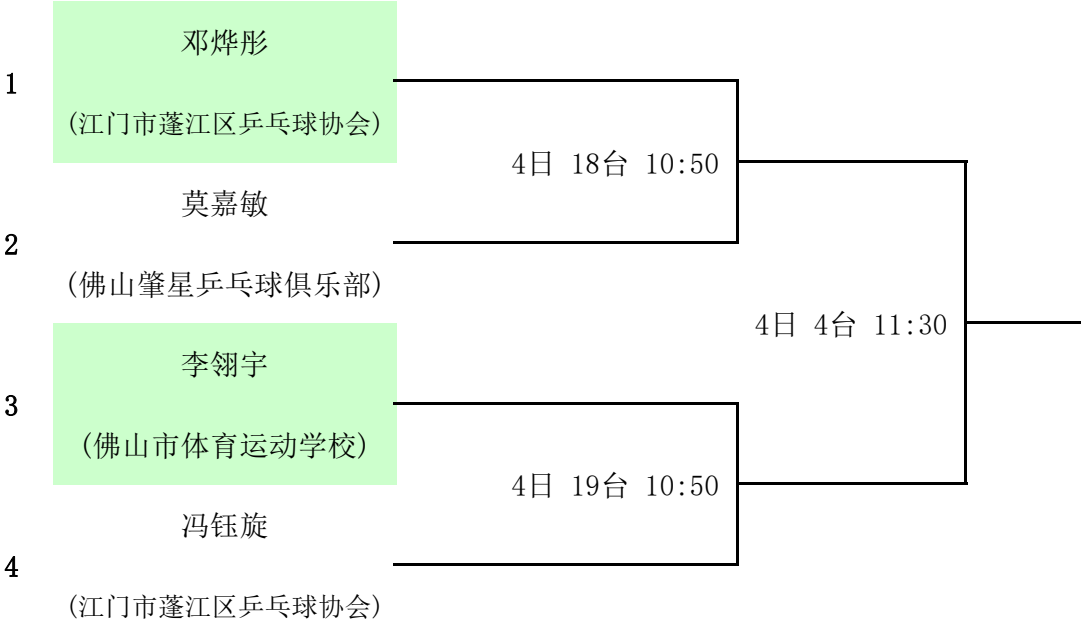 邓烨彤
1
(江门市蓬江区乒乓球协会)
4日 18台 10:50
莫嘉敏
2
(佛山肇星乒乓球俱乐部)
4日 4台 11:30
李翎宇
3
(佛山市体育运动学校)
4日 19台 10:50
冯钰旋
4
(江门市蓬江区乒乓球协会)